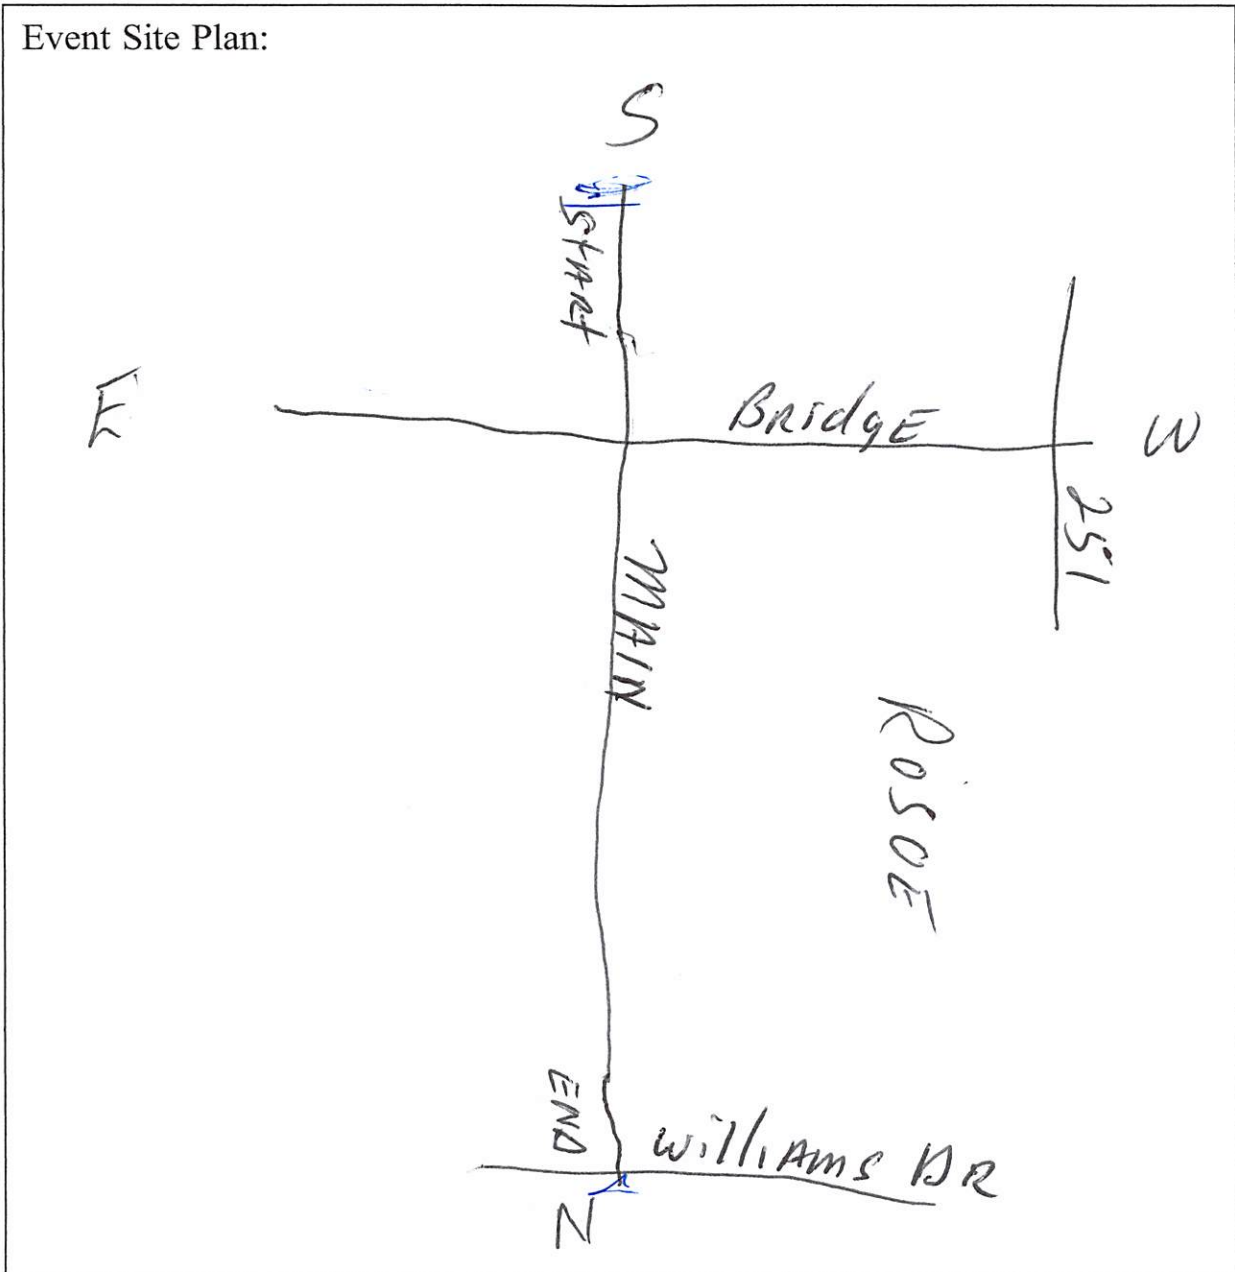 Event Site Plan:
S
START
E
BRIdgE
W
251
MAIN
ROSOE
END
WilliAms DR
N